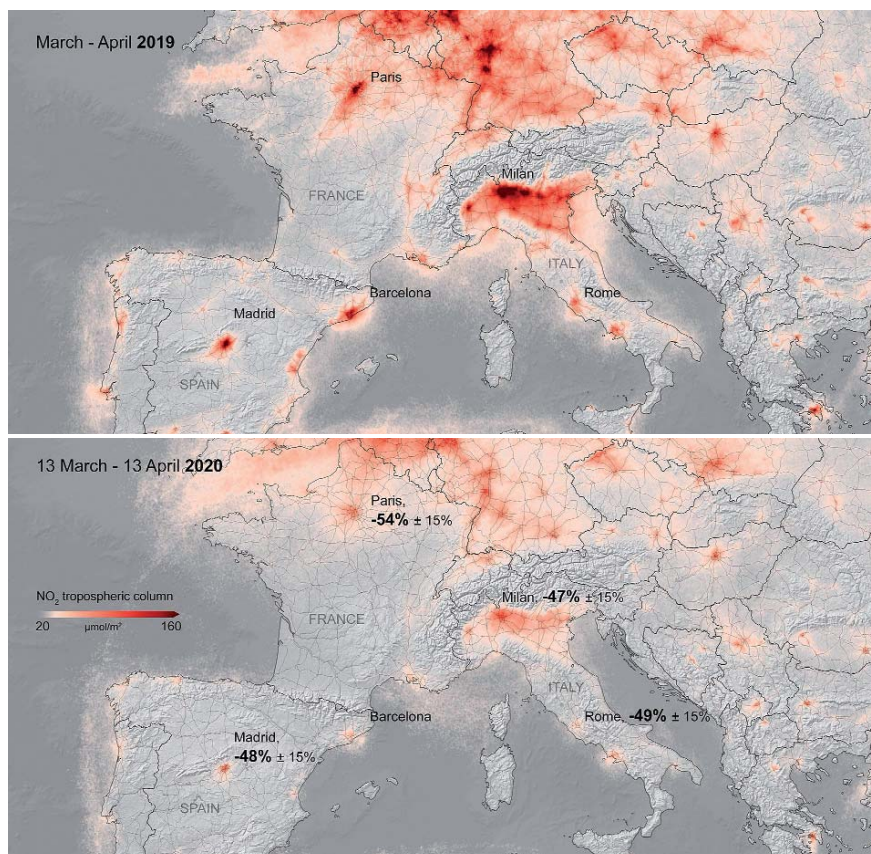 March - April 2019
Paris
Milan
FRANCE
ITALY
Barcelona
Rome
Madrid
SPAIN
13 March - 13 April 2020
Paris,
-54% ± 15%
NO₂ tropospheric column
20 160
µmol/m²
Milan, -47% ± 15%
FRANCE
ITALY
Barcelona
Rome, -49% ± 15%
Madrid,
-48% ± 15%
SPAIN